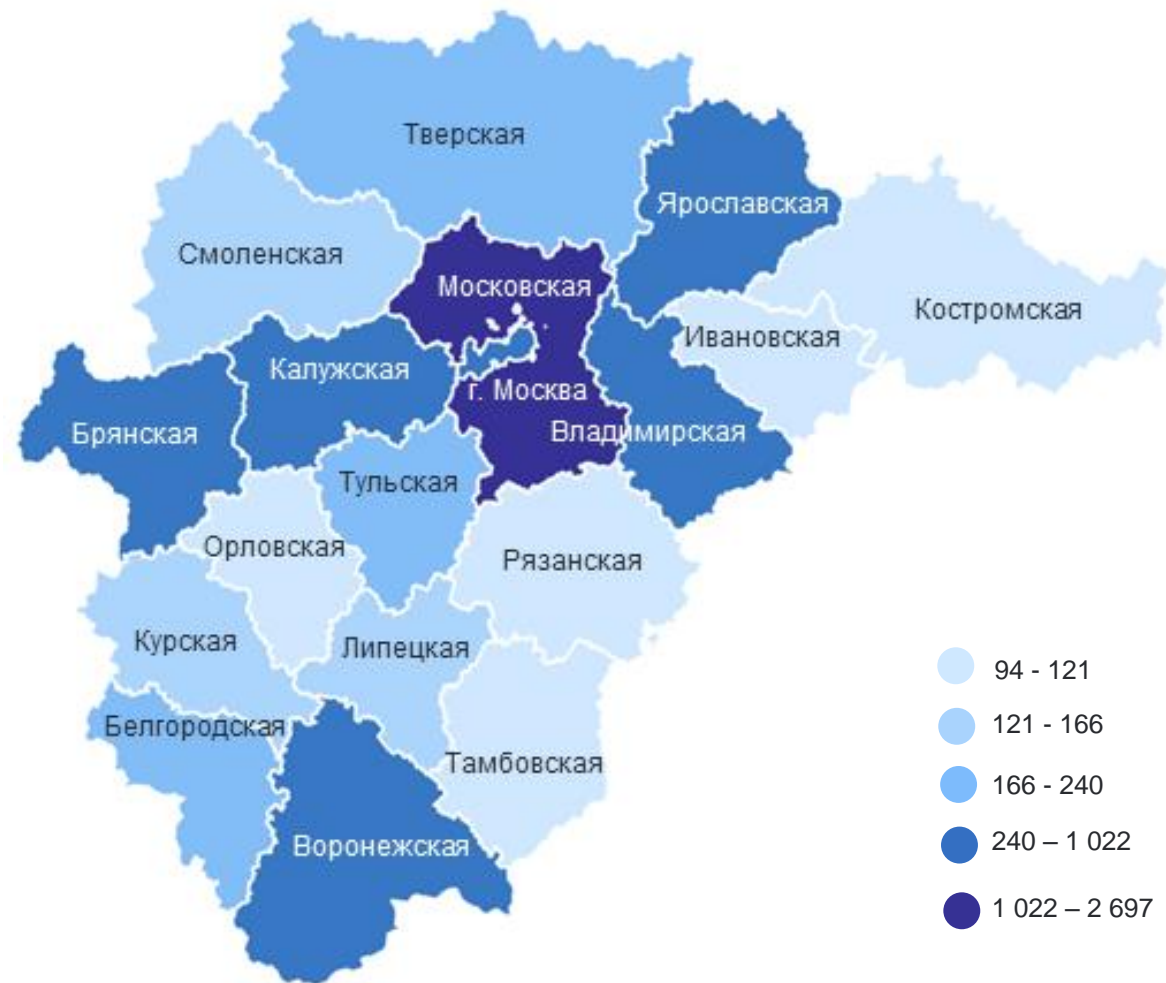 Тверская
Ярославская
Смоленская
Московская
Костромская
Ивановская
Калужская
г. Москва
Брянская
Владимирская
Тульская
Орловская
Рязанская
Курская
Липецкая
Белгородская
Тамбовская
Воронежская
94 - 121
121 - 166
166 - 240
240 – 1 022
1 022 – 2 697